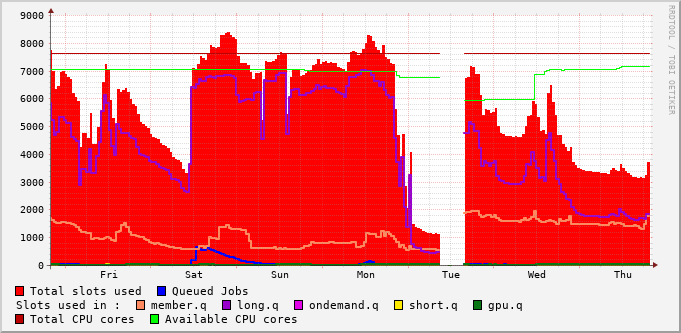 9000
8000
7000
6000
5000
4000
3000
2000
1000
0
Fri Sat Sun Mon Tue Wed Thu
RRDTOOL / TOBI OETIKER
Total slots used Queued Jobs
Slots used in : member.q long.q ondemand.q short.q gpu.q
Total CPU cores Available CPU cores